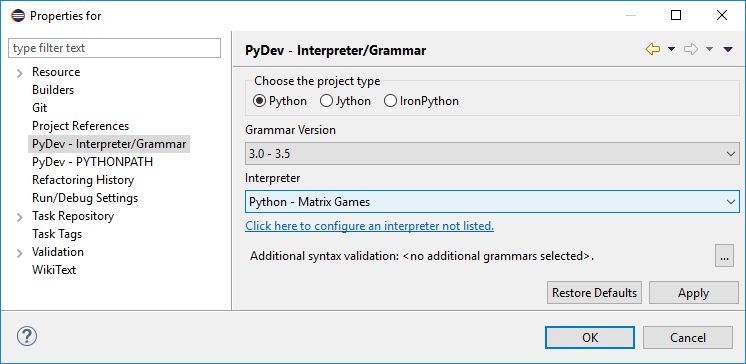 Properties for
type filter text
Resource
Builders
Git
Project References
PyDev - Interpreter/Grammar
PyDev - PYTHONPATH
Refactoring History
Run/Debug Settings
Task Repository
Task Tags
Validation
WikiText
PyDev - Interpreter/Grammar
Choose the project type
Python Jython IronPython
Grammar Version
3.0 - 3.5
Interpreter
Python - Matrix Games
Click here to configure an interpreter not listed.
Additional syntax validation: <no additional grammars selected>. ...
Restore Defaults Apply
? OK Cancel